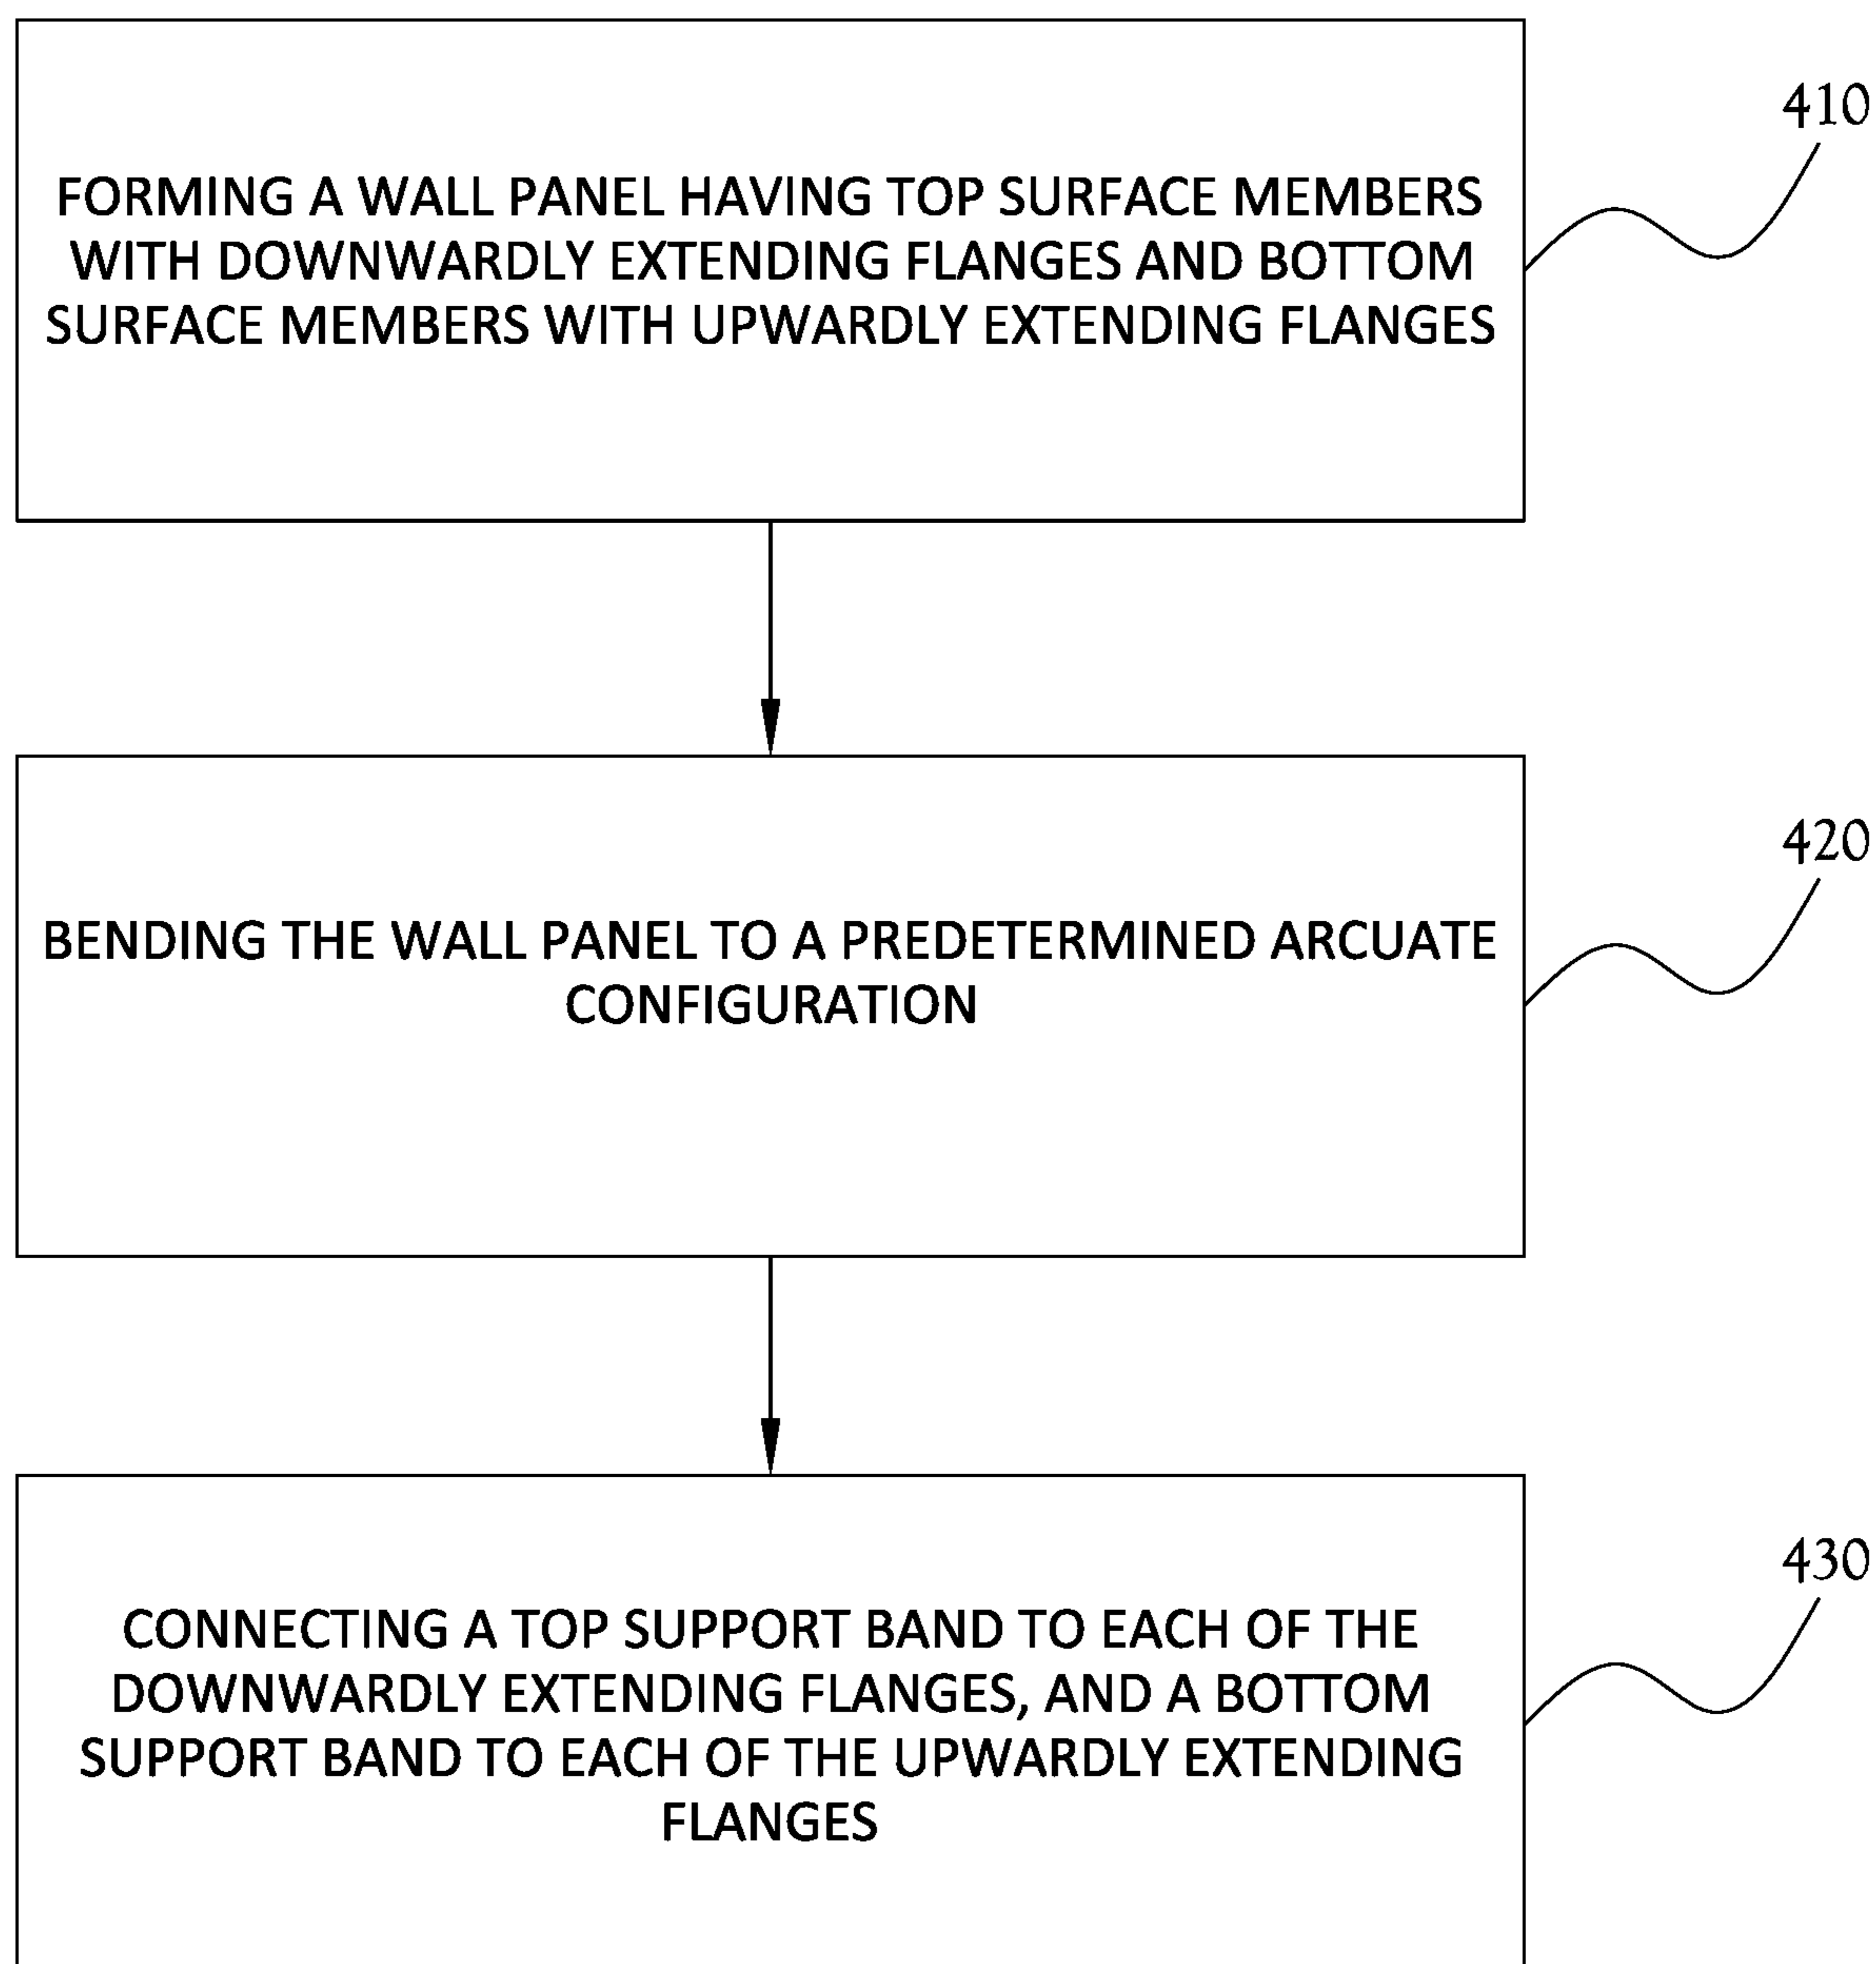 410
FORMING A WALL PANEL HAVING TOP SURFACE MEMBERS
WITH DOWNWARDLY EXTENDING FLANGES AND BOTTOM
SURFACE MEMBERS WITH UPWARDLY EXTENDING FLANGES
420
BENDING THE WALL PANEL TO A PREDETERMINED ARCUATE
CONFIGURATION
430
CONNECTING A TOP SUPPORT BAND TO EACH OF THE
DOWNWARDLY EXTENDING FLANGES, AND A BOTTOM
SUPPORT BAND TO EACH OF THE UPWARDLY EXTENDING
FLANGES